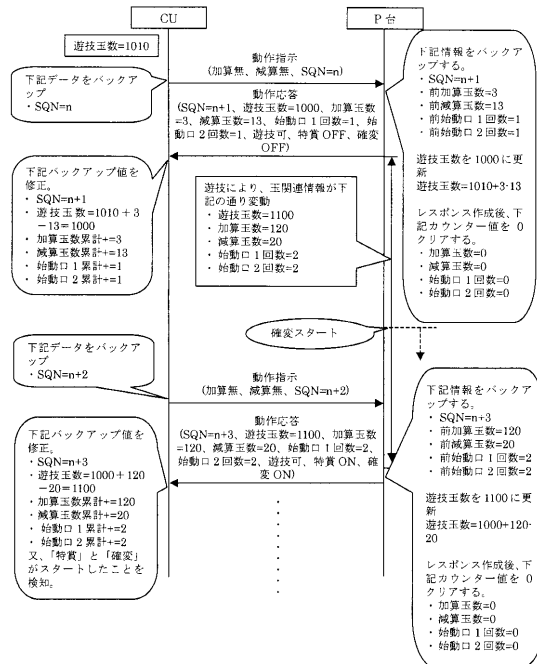 CU
P台
遊技玉数=1010
下記データをバックア
ップ
・SQN=n
動作指示
(加算無、減算無、SQN=n)
動作応答
(SQN=n+1、遊技玉数=1000、加算玉数
=3、減算玉数=13、始動口1回数=1、始
動口2回数=1、遊技可、特賞OFF、確変
OFF)
下記情報をバックア
ップする。
・SQN=n+1
・前加算玉数=3
・前減算玉数=13
・前始動口1回数=1
・前始動口2回数=1
遊技玉数を1000に更
新
遊技玉数=1010+3-13
レスポンス作成後、下
記カウンター値を0
クリアする。
・加算玉数=0
・減算玉数=0
・始動口1回数=0
・始動口2回数=0
下記バックアップ値を
修正。
・SQN=n+1
・遊技玉数=1010+3
-13=1000
・加算玉数累計+=3
・減算玉数累計+=13
・始動口1累計+=1
・始動口2累計+=1
遊技により、玉関連情報が下
記の通り変動
・遊技玉数=1100
・加算玉数=120
・減算玉数=20
・始動口1回数=2
・始動口2回数=2
確変スタート
下記データをバックア
ップ
・SQN=n+2
動作指示
(加算無、減算無、SQN=n+2)
動作応答
(SQN=n+3、遊技玉数=1100、加算玉数
=120、減算玉数=20、始動口1回数=2、
始動口2回数=2、遊技可、特賞ON、確
変ON)
下記バックアップ値を
修正。
・SQN=n+3
・遊技玉数=1000+120
-20=1100
・加算玉数累計+=120
・減算玉数累計+=20
・始動口1累計+=2
・始動口2累計+=2
又、「特賞」と「確変」
がスタートしたことを
検知。
下記情報をバックア
ップする。
・SQN=n+3
・前加算玉数=120
・前減算玉数=20
・前始動口1回数=2
・前始動口2回数=2
遊技玉数を1100に更
新
遊技玉数=1000+120-
20
レスポンス作成後、下
記カウンター値を0
クリアする。
・加算玉数=0
・減算玉数=0
・始動口1回数=0
・始動口2回数=0